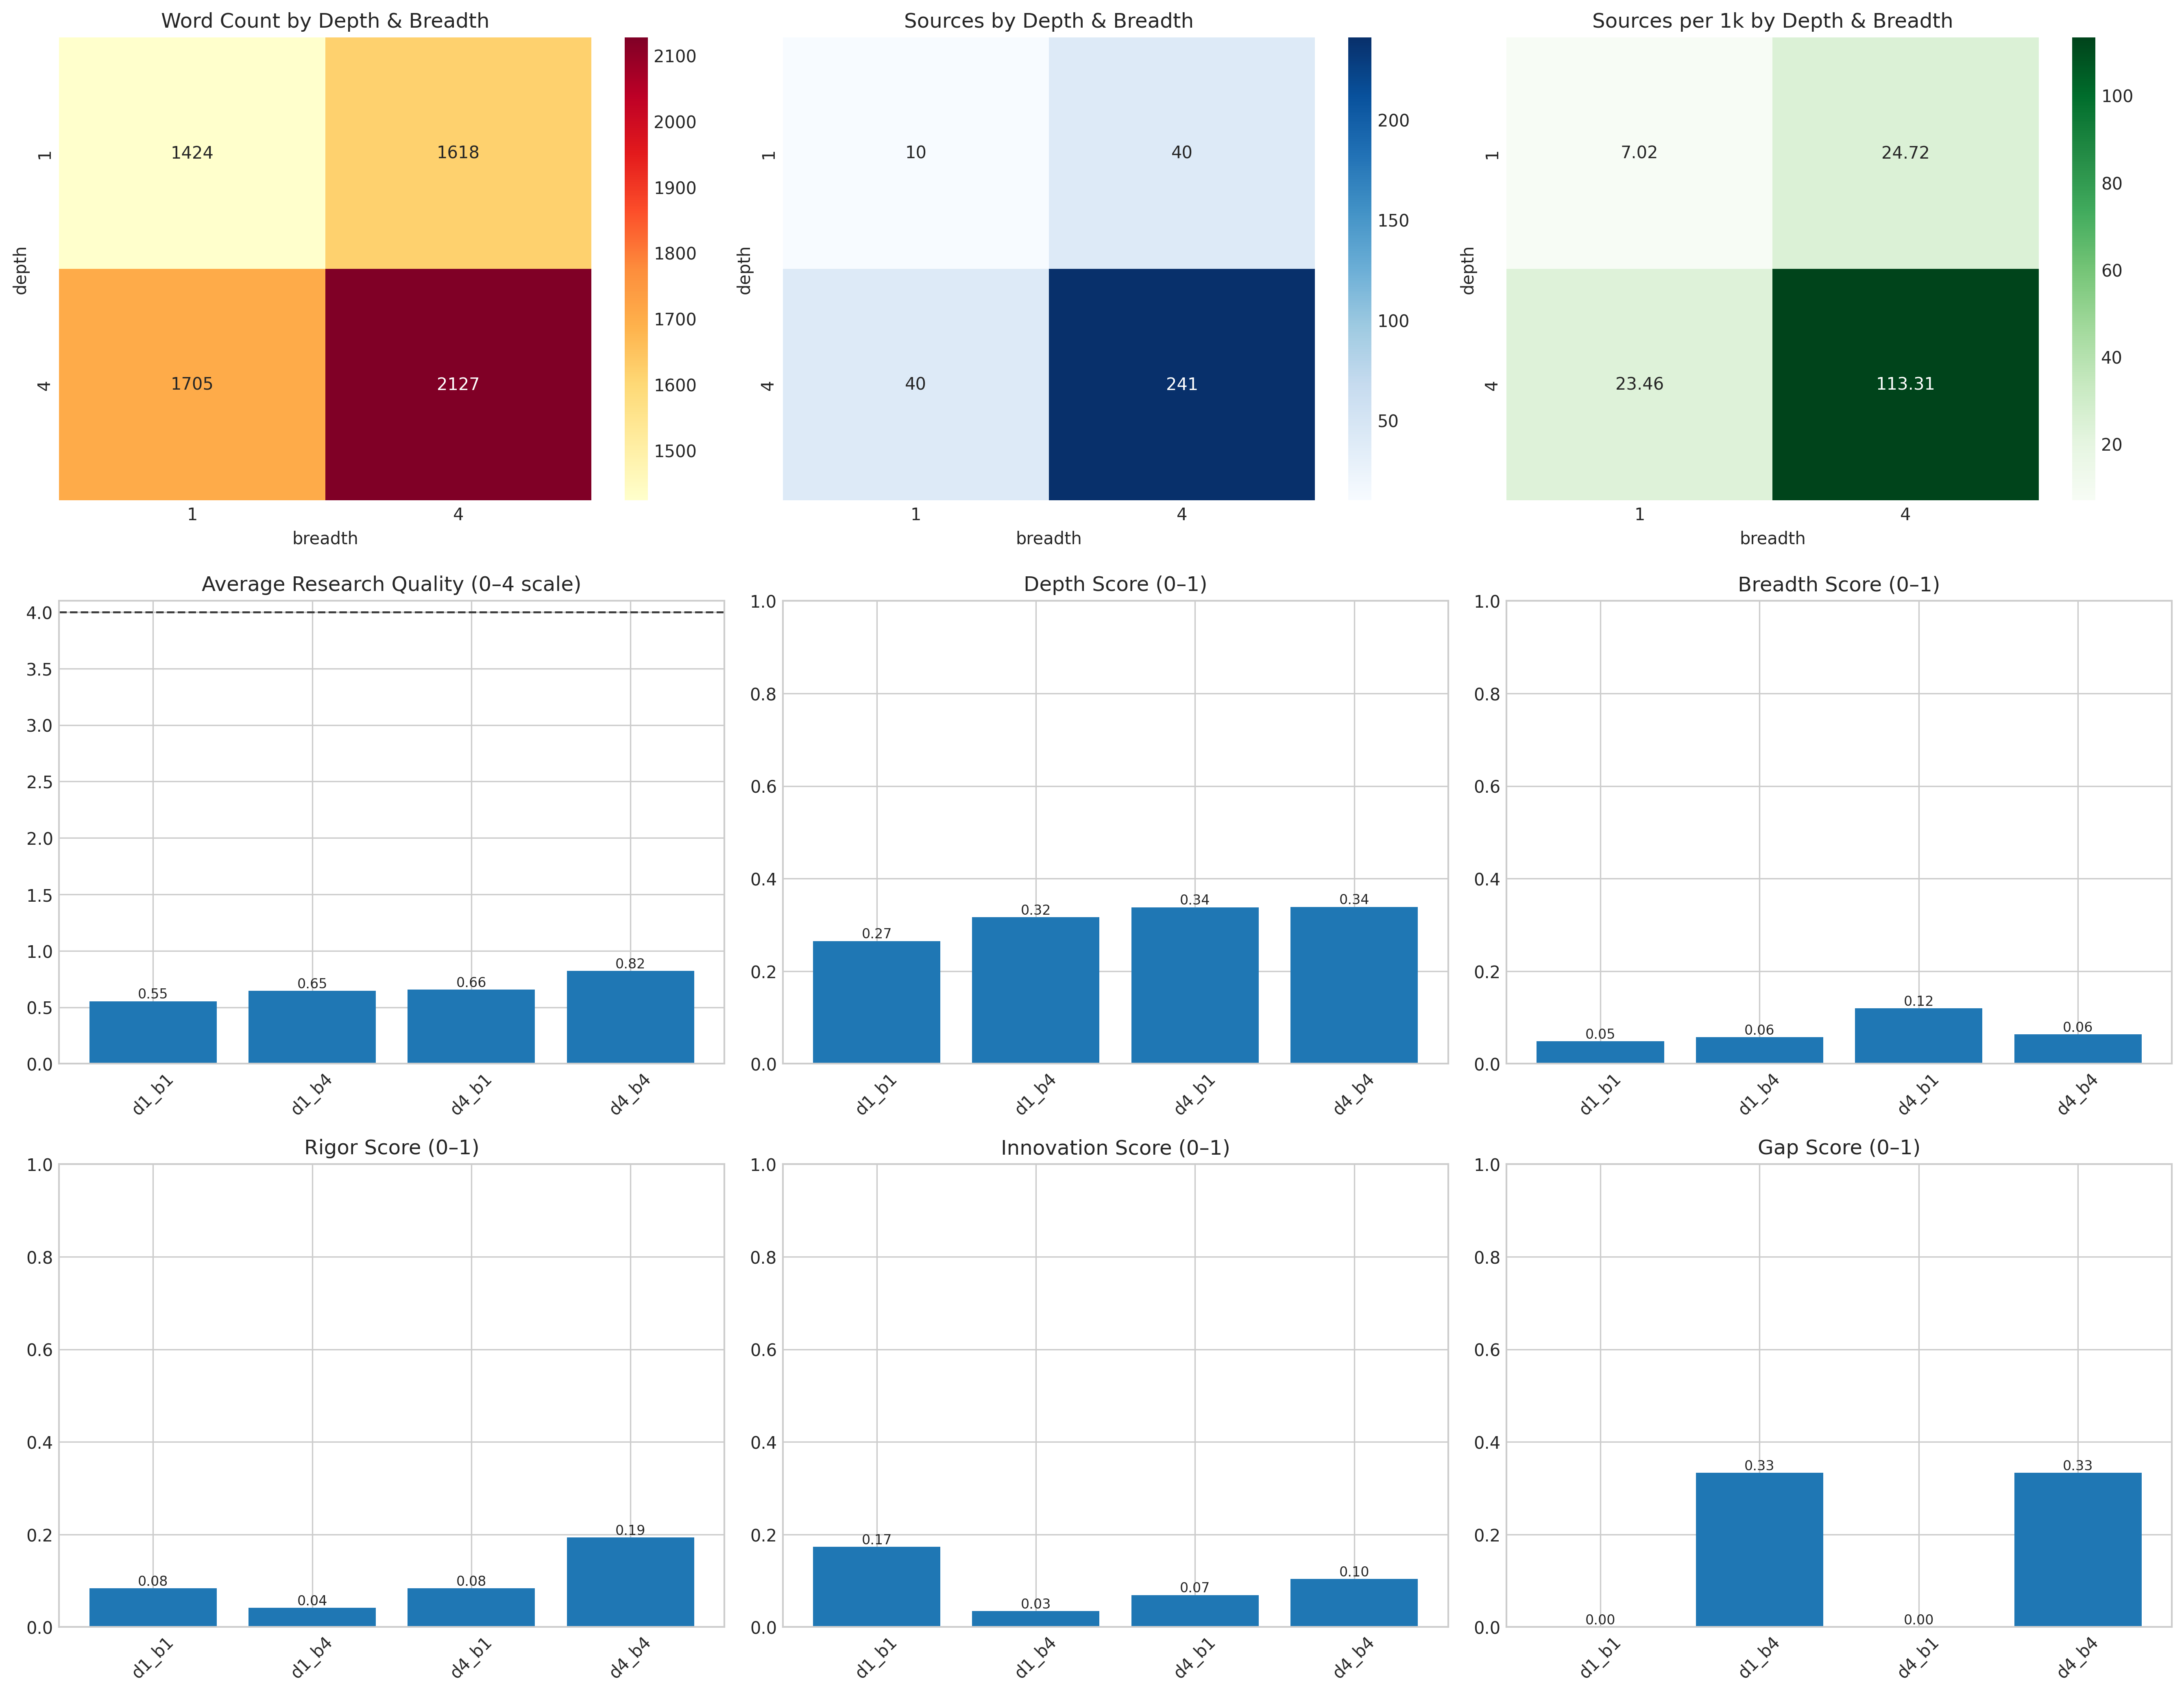 Word Count by Depth & Breadth
1424
1618
1705
2127
1
4
depth
1
4
breadth
2100
2000
1900
1800
1700
1600
1500
Sources by Depth & Breadth
10
40
40
241
1
4
depth
1
4
breadth
200
150
100
50
Sources per 1k by Depth & Breadth
7.02
24.72
23.46
113.31
1
4
depth
1
4
breadth
100
80
60
40
20
Average Research Quality (0–4 scale)
4.0
3.5
3.0
2.5
2.0
1.5
1.0
0.5
0.0
0.55
0.65
0.66
0.82
d1_b1
d1_b4
d4_b1
d4_b4
Depth Score (0–1)
1.0
0.8
0.6
0.4
0.2
0.0
0.27
0.32
0.34
0.34
d1_b1
d1_b4
d4_b1
d4_b4
Breadth Score (0–1)
1.0
0.8
0.6
0.4
0.2
0.0
0.05
0.06
0.12
0.06
d1_b1
d1_b4
d4_b1
d4_b4
Rigor Score (0–1)
1.0
0.8
0.6
0.4
0.2
0.0
0.08
0.04
0.08
0.19
d1_b1
d1_b4
d4_b1
d4_b4
Innovation Score (0–1)
1.0
0.8
0.6
0.4
0.2
0.0
0.17
0.03
0.07
0.10
d1_b1
d1_b4
d4_b1
d4_b4
Gap Score (0–1)
1.0
0.8
0.6
0.4
0.2
0.0
0.00
0.33
0.00
0.33
d1_b1
d1_b4
d4_b1
d4_b4